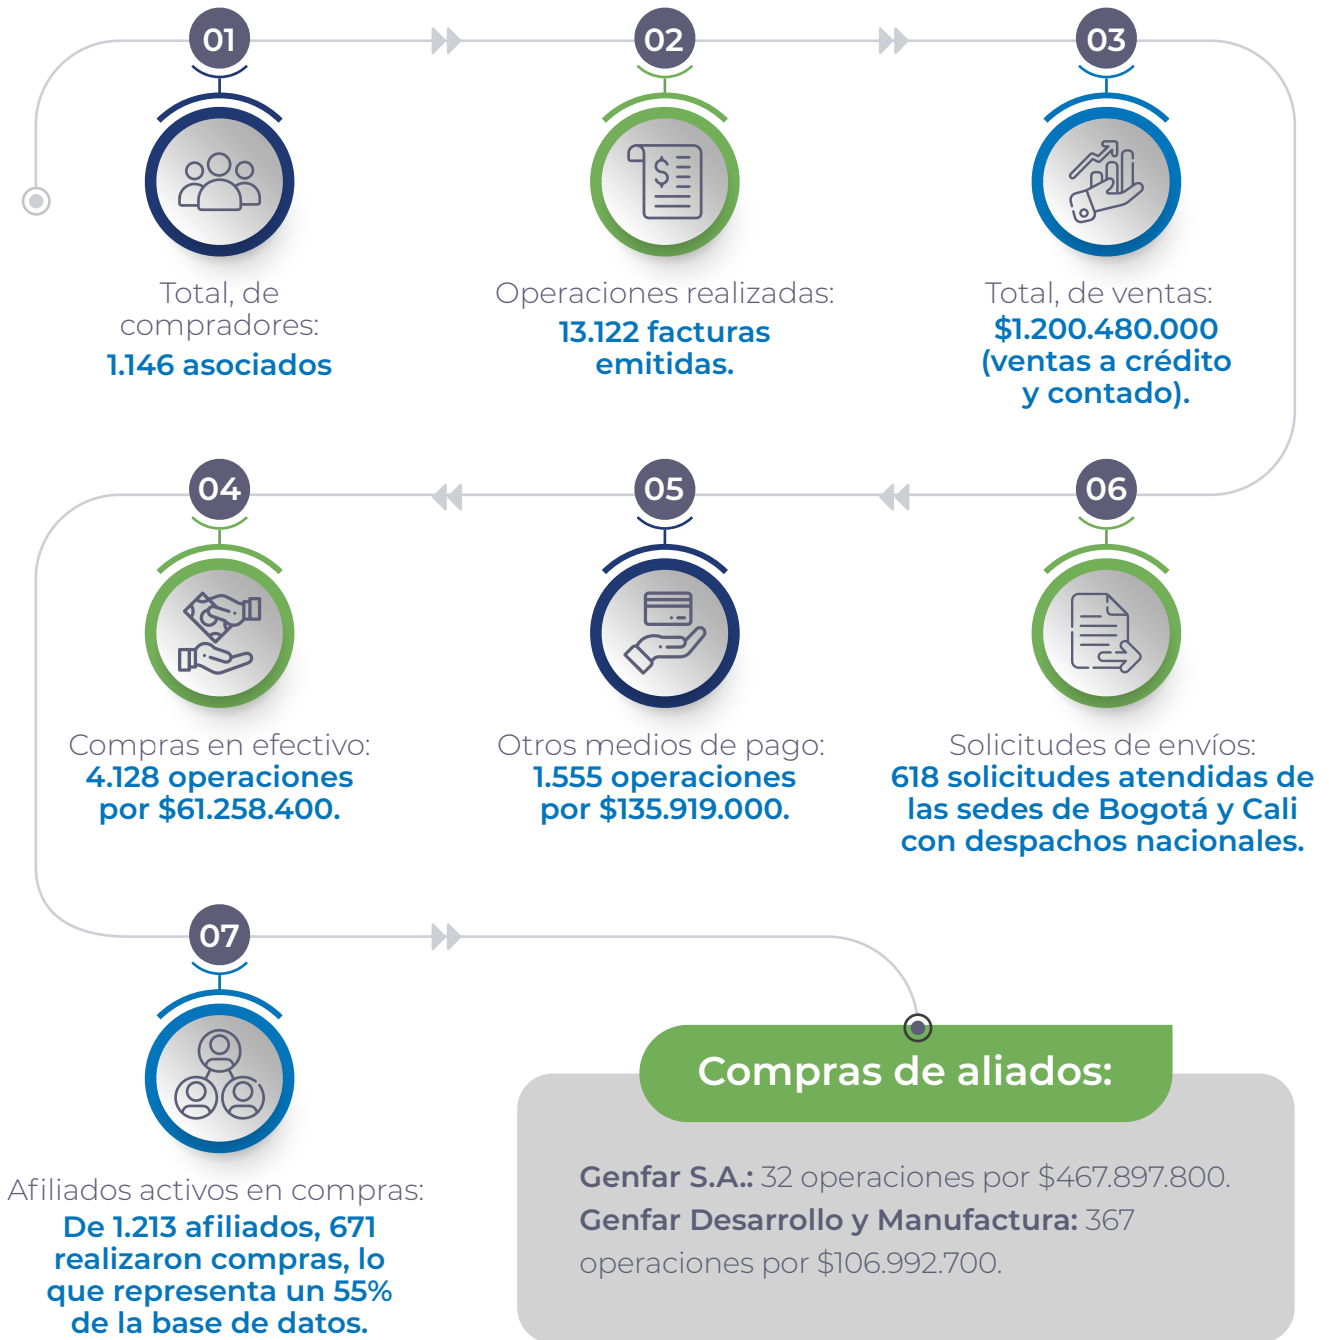 01
Total, de
compradores:
1.146 asociados
02
Operaciones realizadas:
13.122 facturas
emitidas.
03
Total, de ventas:
$1.200.480.000
(ventas a crédito
y contado).
04
Compras en efectivo:
4.128 operaciones
por $61.258.400.
05
Otros medios de pago:
1.555 operaciones
por $135.919.000.
06
Solicitudes de envíos:
618 solicitudes atendidas de
las sedes de Bogotá y Cali
con despachos nacionales.
07
Afiliados activos en compras:
De 1.213 afiliados, 671
realizaron compras, lo
que representa un 55%
de la base de datos.
Compras de aliados:
Genfar S.A.: 32 operaciones por $467.897.800.
Genfar Desarrollo y Manufactura: 367
operaciones por $106.992.700.